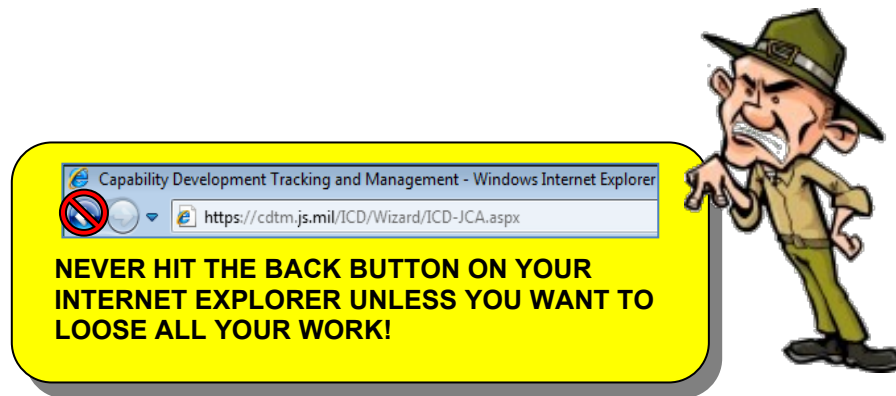 Capability Development Tracking and Management - Windows Internet Explorer
https://cdtm.js.mil/ICD/Wizard/ICD-JCA.aspx
NEVER HIT THE BACK BUTTON ON YOUR
INTERNET EXPLORER UNLESS YOU WANT TO
LOOSE ALL YOUR WORK!